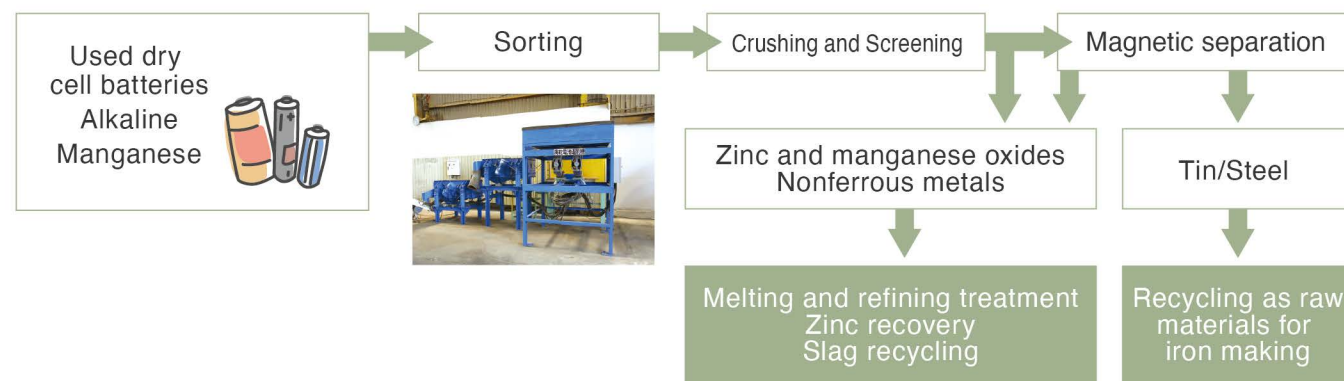 Used dry
cell batteries
Alkaline
Manganese
Sorting
Crushing and Screening
Magnetic separation
Zinc and manganese oxides
Nonferrous metals
Tin/Steel
Melting and refining treatment
Zinc recovery
Slag recycling
Recycling as raw
materials for
iron making